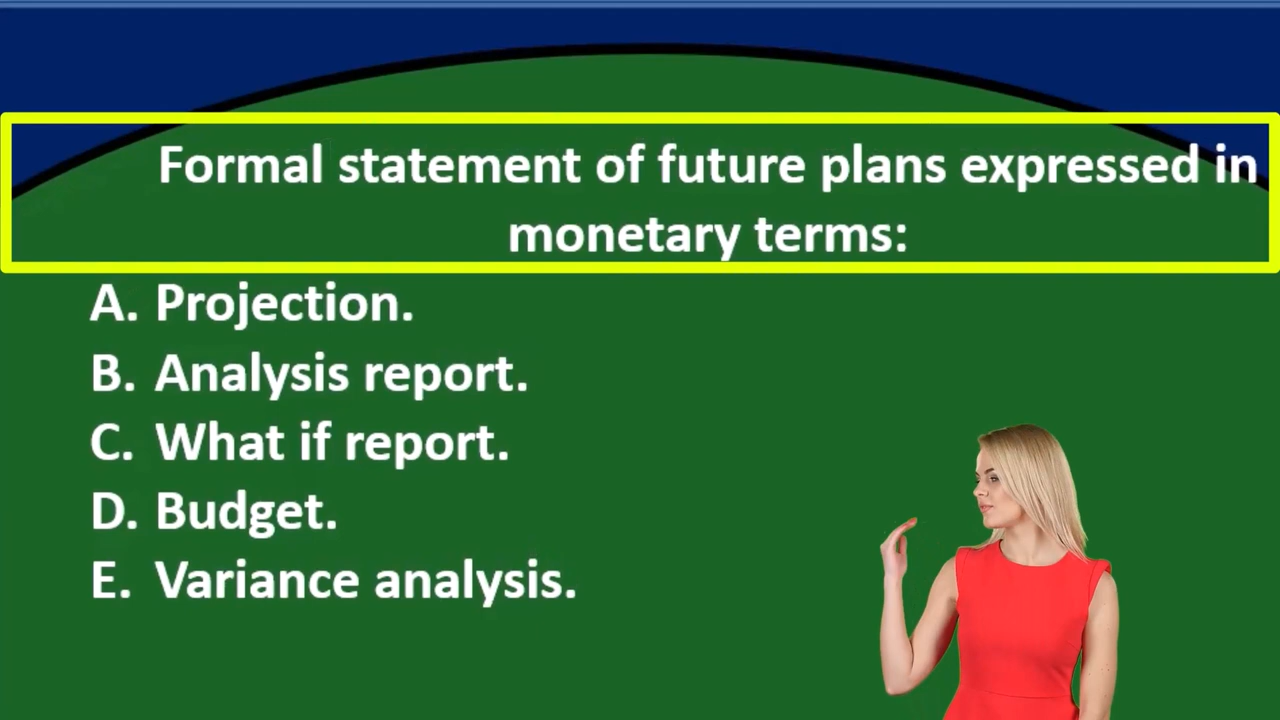 Formal statement of future plans expressed in
monetary terms:
A. Projection.
B. Analysis report.
C. What if report.
D. Budget.
E. Variance analysis.